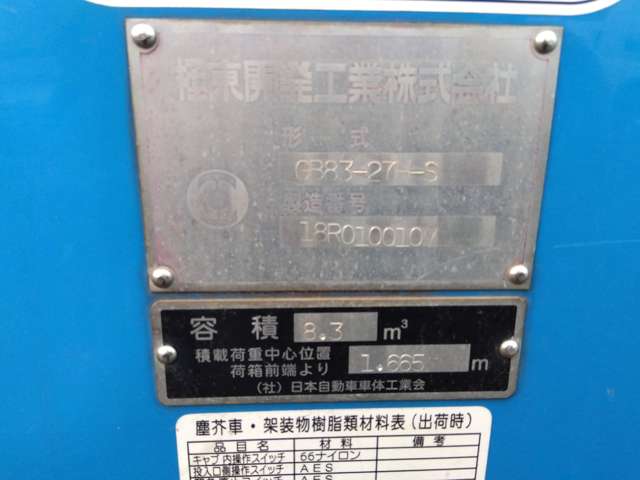 極東開発工業株式会社
形 式
GB83-27H-S
製造番号
容積 8.3 m³
積載荷重中心位置
荷箱前端より 1.665 m
(社)日本自動車車体工業会
塵芥車・架装物樹脂類材料表(出荷時)
品目名 材料 備考
キャブ内操作スイッチ 66ナイロン
投入口側操作スイッチ AES
AES